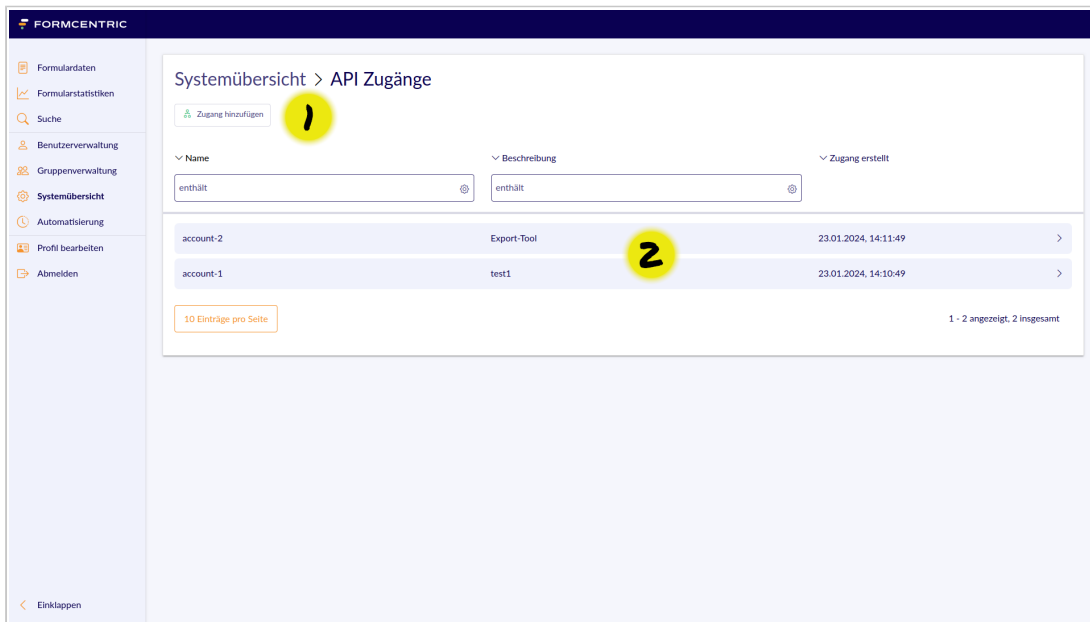 FORMCENTRIC
Formulardaten
Formularstatistiken
Suche
Benutzerverwaltung
Gruppenverwaltung
Systemübersicht
Automatisierung
Profil bearbeiten
Abmelden
Einklappen
Systemübersicht > API Zugänge
Zugang hinzufügen
1
Name Beschreibung Zugang erstellt
enthält enthält
account-2 Export-Tool 23.01.2024, 14:11:49
2
account-1 test1 23.01.2024, 14:10:49
10 Einträge pro Seite 1 - 2 angezeigt, 2 insgesamt